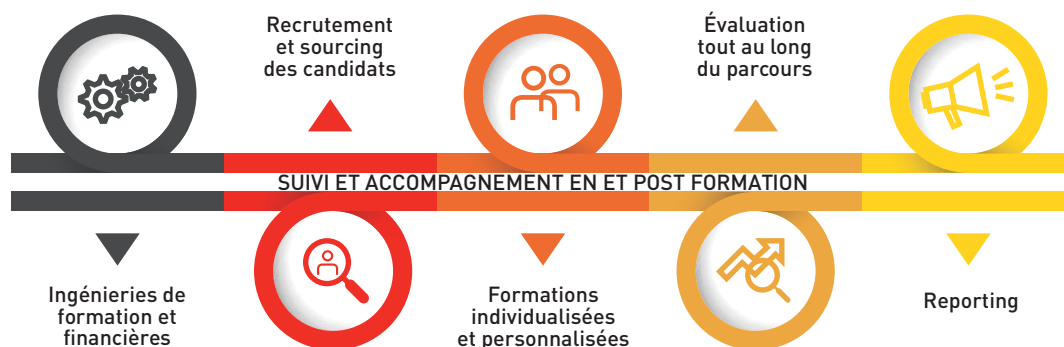 Recrutement
et sourcing
des candidats
Évaluation
tout au long
du parcours
SUIVI ET ACCOMPAGNEMENT EN ET POST FORMATION
Ingénieries de
formation et
financières
Formations
individualisées
et personnalisées
Reporting